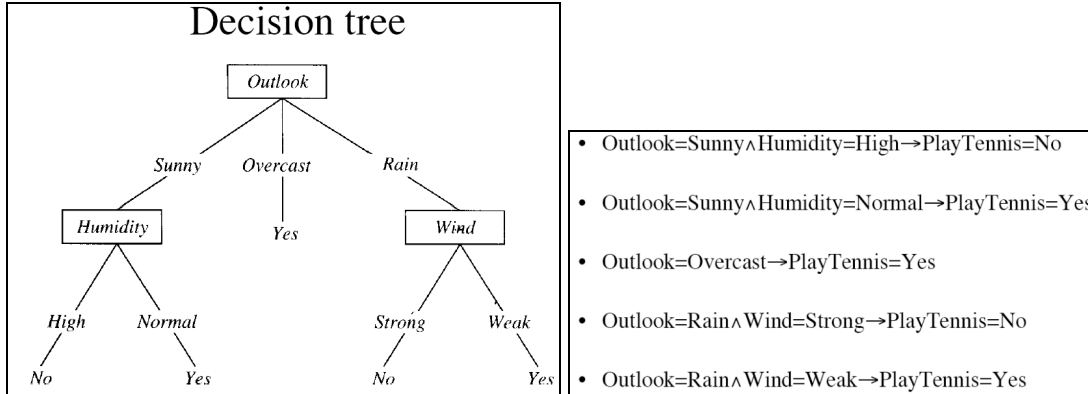 Decision tree
Outlook
Sunny Overcast Rain
Humidity Yes Wind
High Normal Strong Weak
No Yes No Yes
• Outlook=Sunny∧Humidity=High→PlayTennis=No
• Outlook=Sunny∧Humidity=Normal→PlayTennis=Yes
• Outlook=Overcast→PlayTennis=Yes
• Outlook=Rain∧Wind=Strong→PlayTennis=No
• Outlook=Rain∧Wind=Weak→PlayTennis=Yes